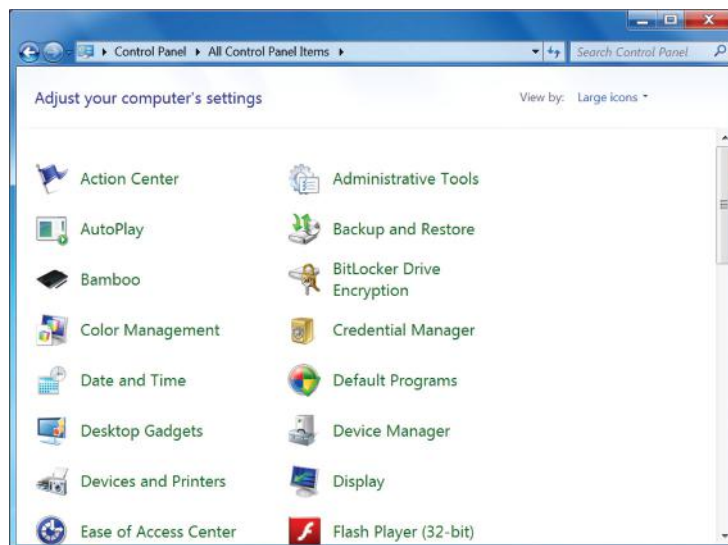 Control Panel All Control Panel Items Search Control Panel
Adjust your computer's settings View by: Large icons
Action Center Administrative Tools
AutoPlay Backup and Restore
Bamboo BitLocker Drive
Encryption
Color Management Credential Manager
Date and Time Default Programs
Desktop Gadgets Device Manager
Devices and Printers Display
Ease of Access Center Flash Player (32-bit)